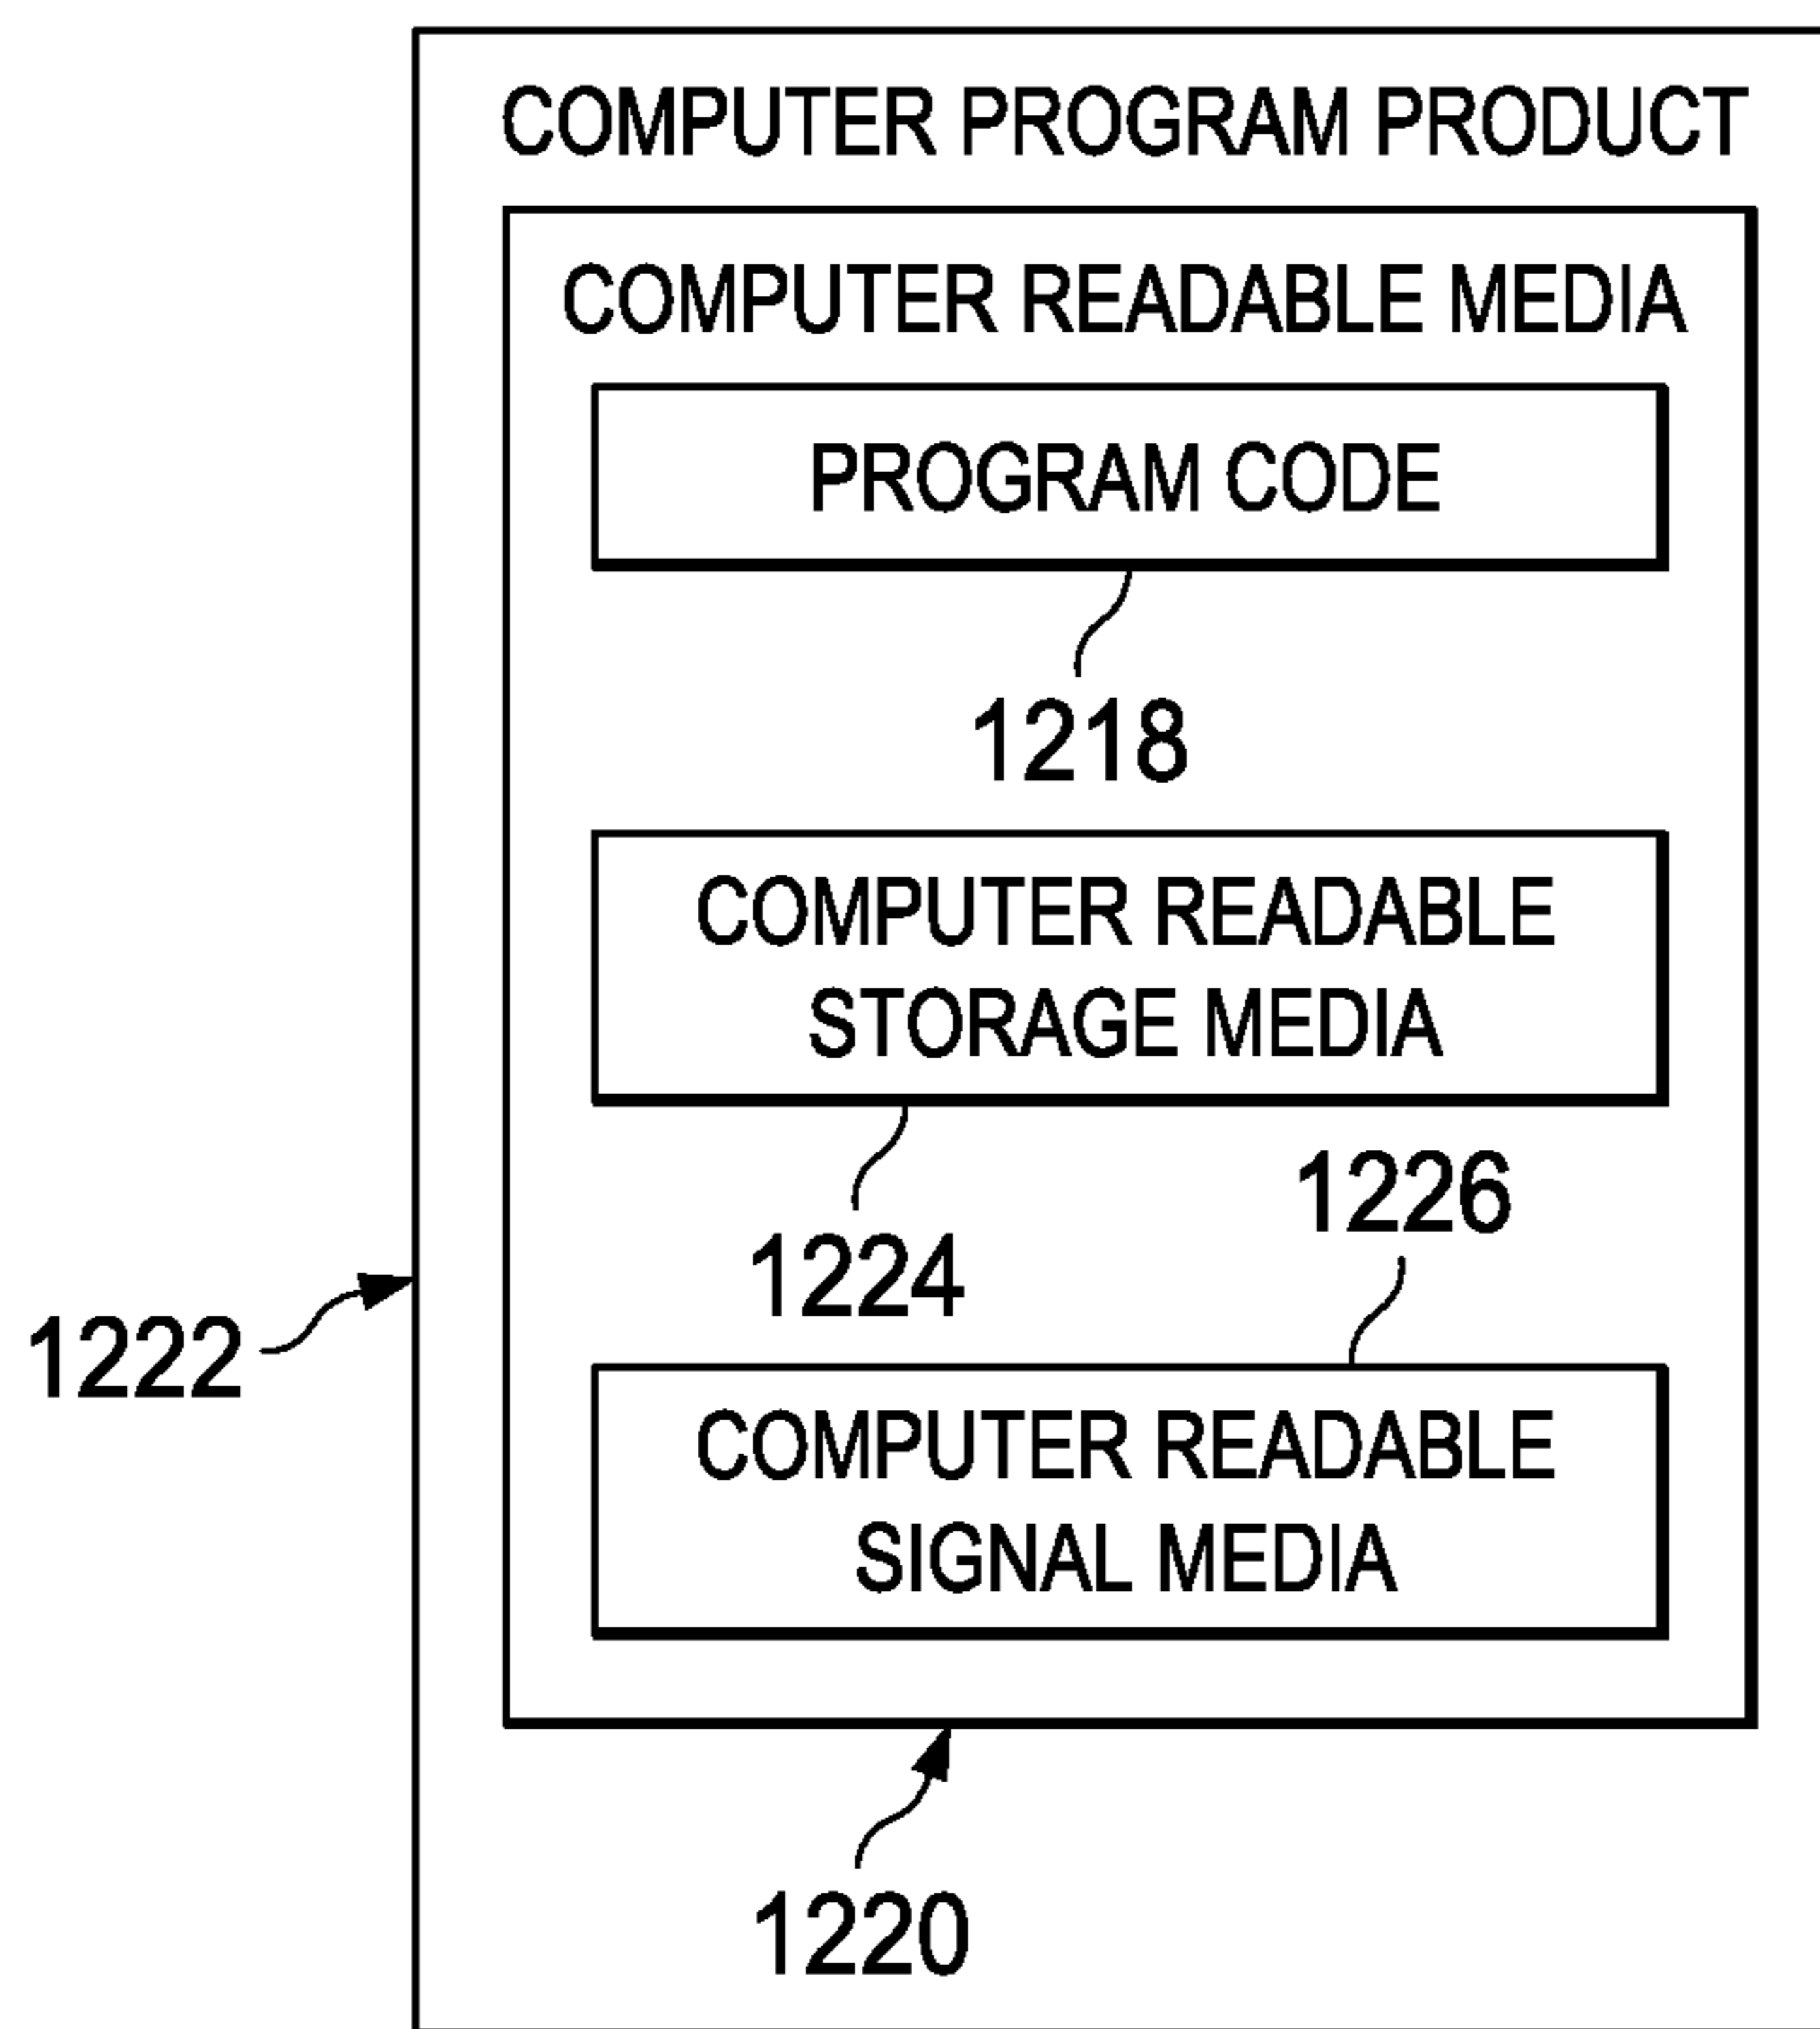 COMPUTER PROGRAM PRODUCT
COMPUTER READABLE MEDIA
PROGRAM CODE
1218
COMPUTER READABLE
STORAGE MEDIA
1226
1224
1222
COMPUTER READABLE
SIGNAL MEDIA
1220